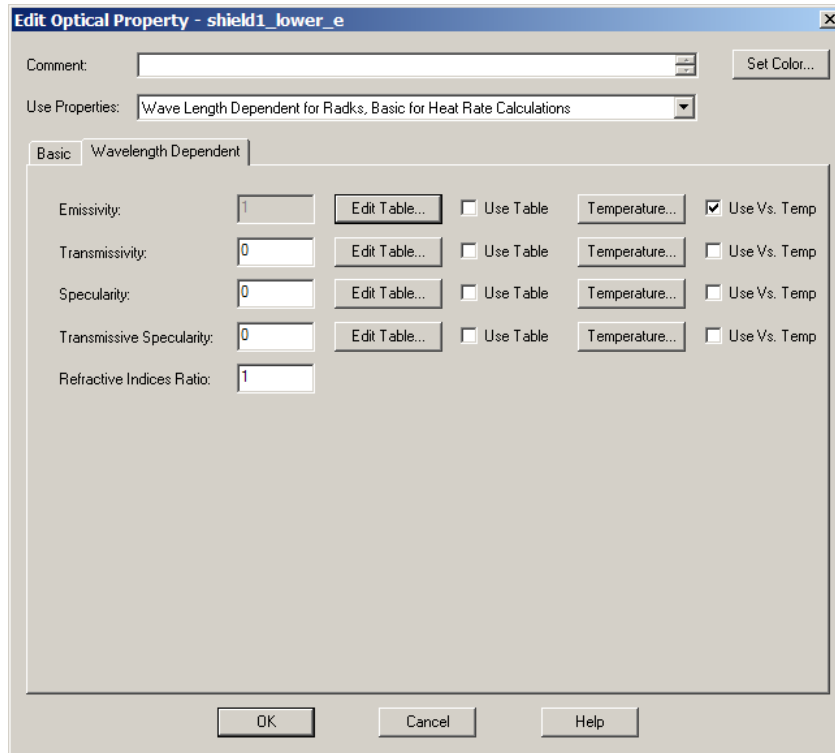 Edit Optical Property - shield1_lower_e
Comment:
Set Color...
Use Properties: Wave Length Dependent for Radks, Basic for Heat Rate Calculations
Basic Wavelength Dependent
Emissivity: 1 Edit Table... Use Table Temperature... Use Vs. Temp
Transmissivity: 0 Edit Table... Use Table Temperature... Use Vs. Temp
Specularity: 0 Edit Table... Use Table Temperature... Use Vs. Temp
Transmissive Specularity: 0 Edit Table... Use Table Temperature... Use Vs. Temp
Refractive Indices Ratio: 1
OK Cancel Help